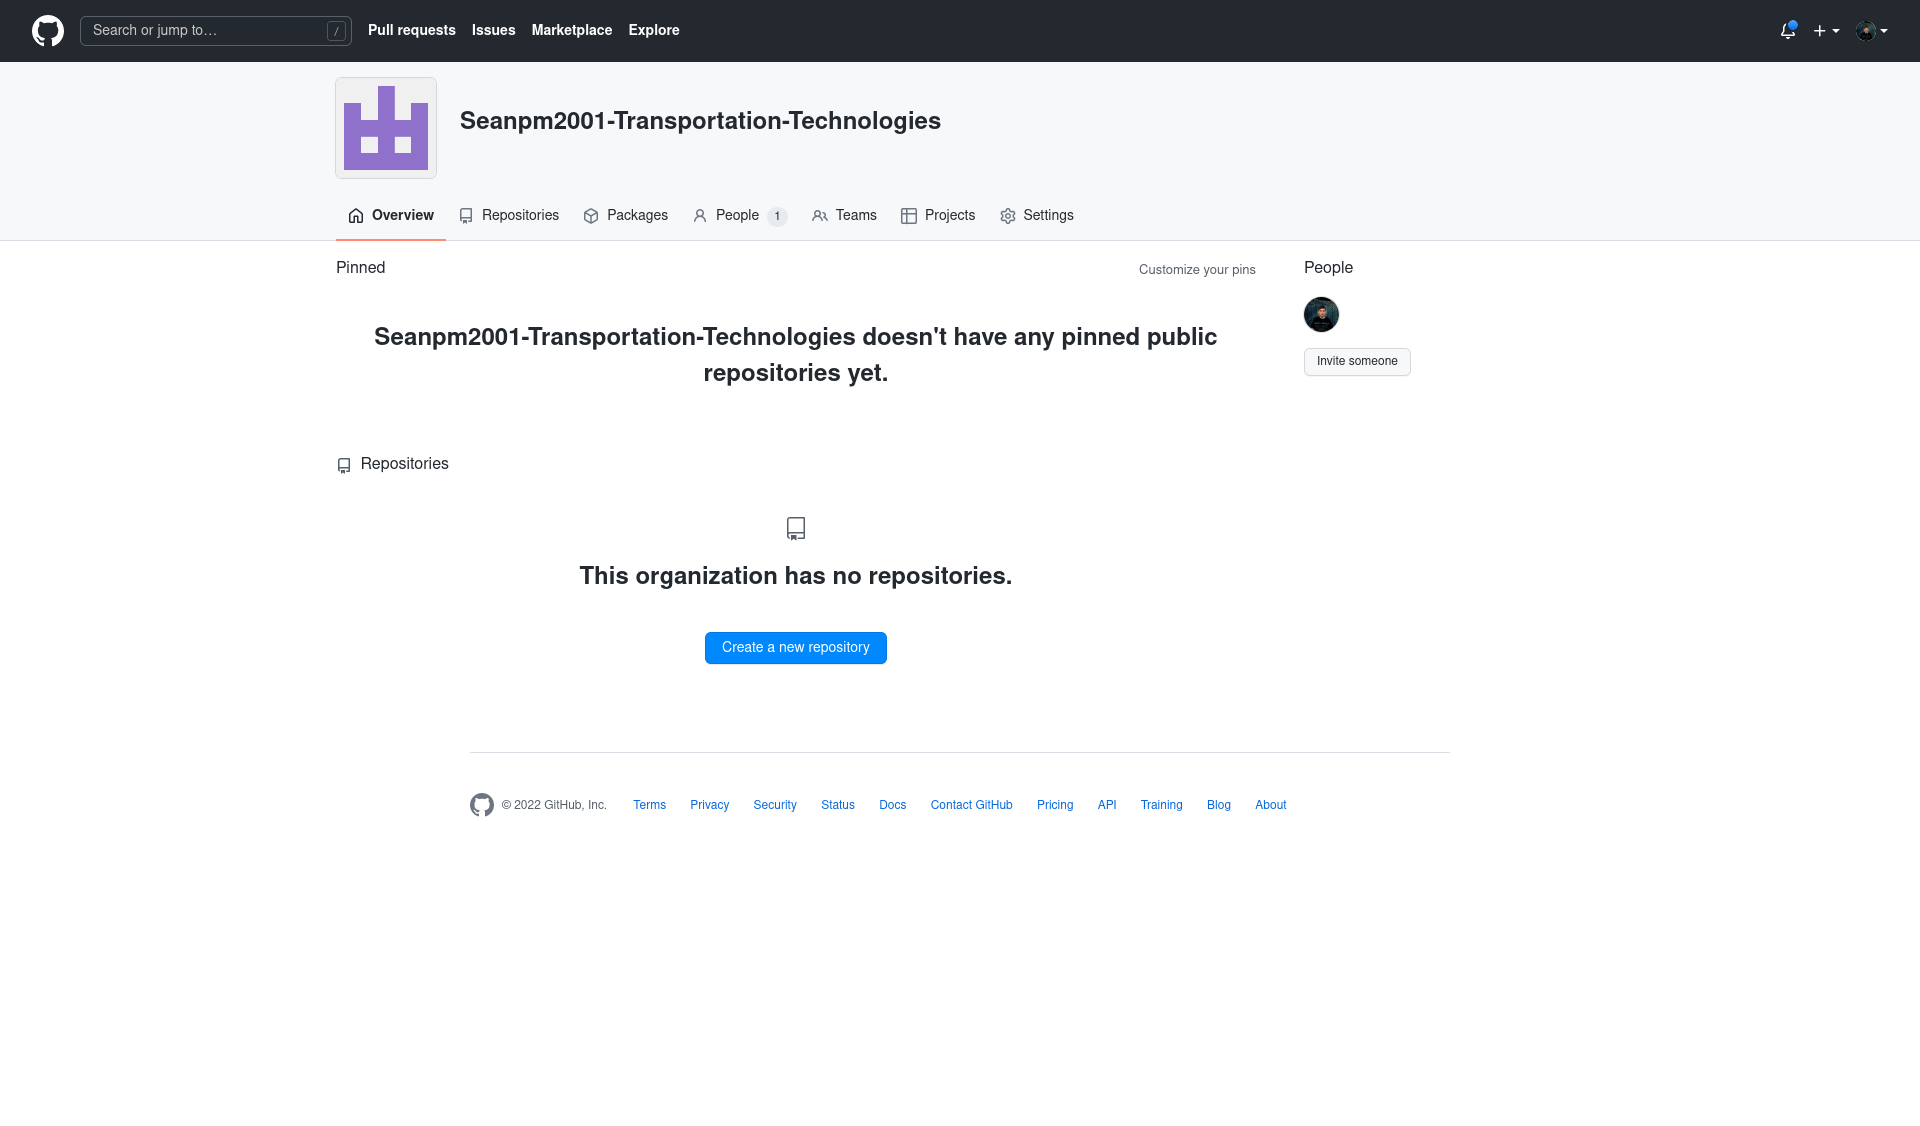 Search or jump to… /
Pull requests
Issues
Marketplace
Explore
Seanpm2001-Transportation-Technologies
Overview
Repositories
Packages
People 1
Teams
Projects
Settings
Pinned
Customize your pins
People
Seanpm2001-Transportation-Technologies doesn't have any pinned public
repositories yet.
Invite someone
Repositories
This organization has no repositories.
Create a new repository
© 2022 GitHub, Inc.
Terms
Privacy
Security
Status
Docs
Contact GitHub
Pricing
API
Training
Blog
About